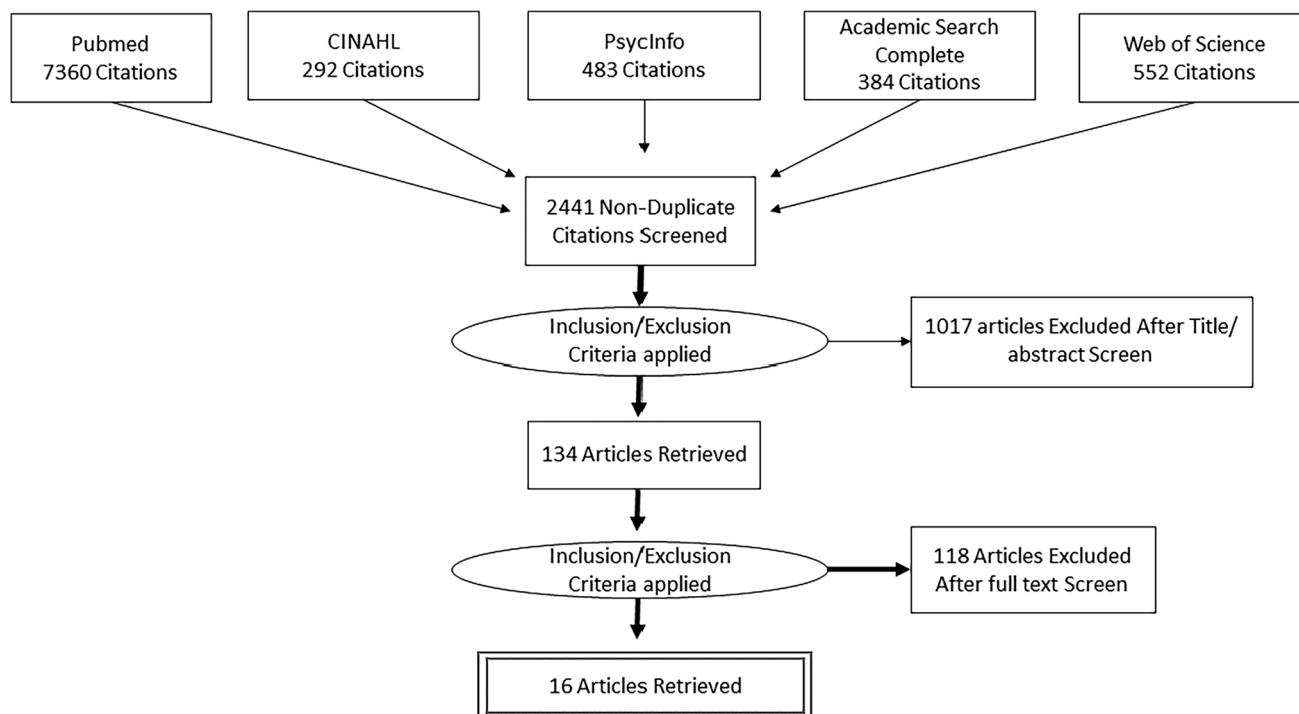 Pubmed
7360 Citations
CINAHL
292 Citations
PsycInfo
483 Citations
Academic Search
Complete
384 Citations
Web of Science
552 Citations
2441 Non-Duplicate
Citations Screened
Inclusion/Exclusion
Criteria applied
1017 articles Excluded After Title/
abstract Screen
134 Articles Retrieved
Inclusion/Exclusion
Criteria applied
118 Articles Excluded
After full text Screen
16 Articles Retrieved